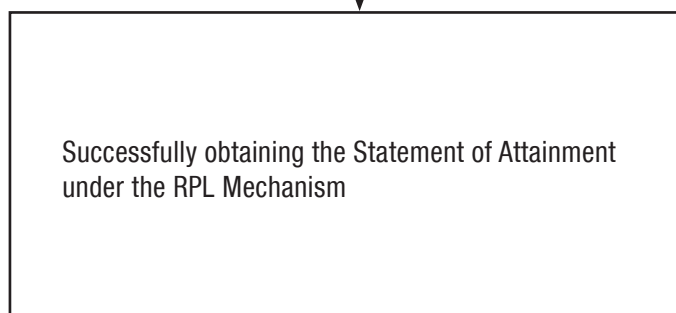 Successfully obtaining the Statement of Attainment
under the RPL Mechanism